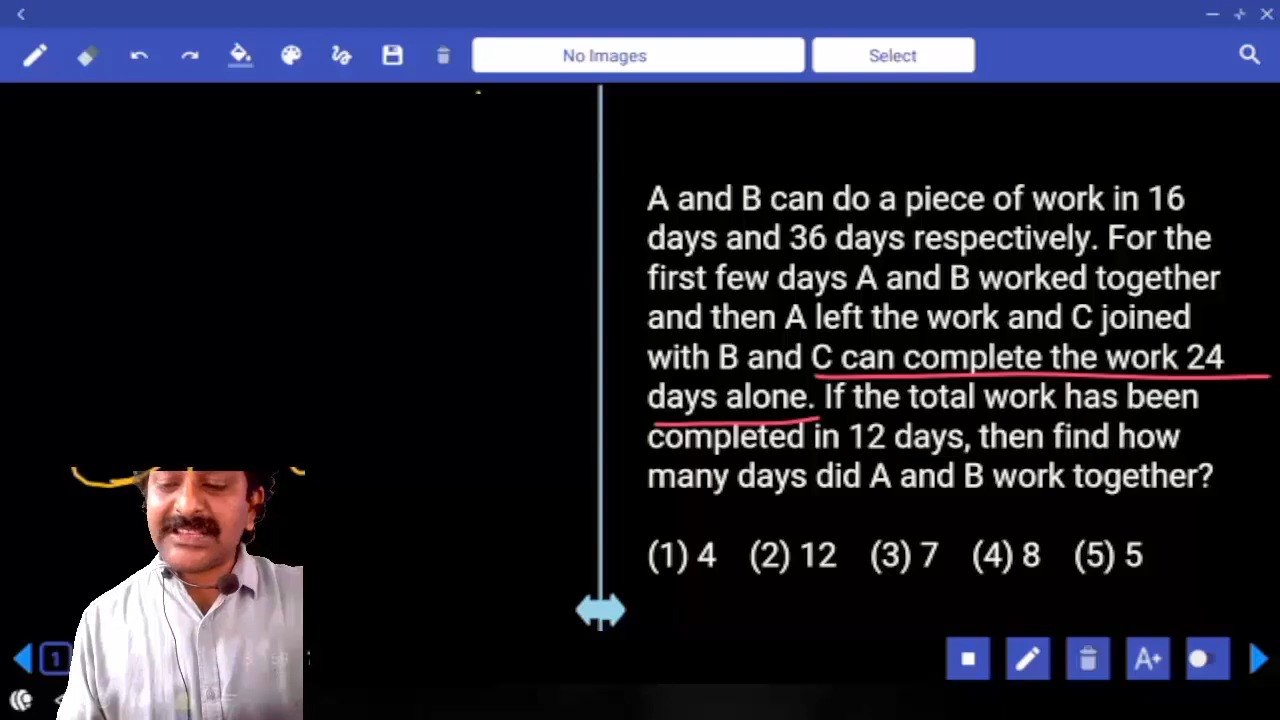 No Images
Select
A and B can do a piece of work in 16
days and 36 days respectively. For the
first few days A and B worked together
and then A left the work and C joined
with B and C can complete the work 24
days alone. If the total work has been
completed in 12 days, then find how
many days did A and B work together?
(1) 4 (2) 12 (3) 7 (4) 8 (5) 5
1
A+